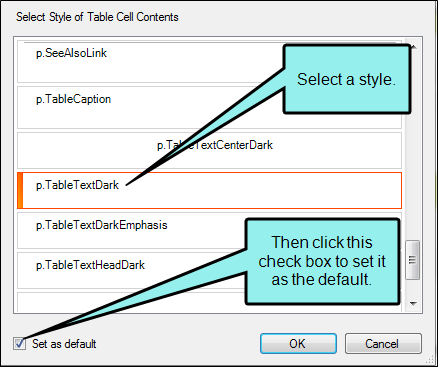 Select Style of Table Cell Contents
p.SeeAlsoLink
Select a style.
p.TableCaption
p.TableTextCenterDark
p.TableTextDark
p.TableTextDarkEmphasis
Then click this
check box to set it
as the default.
p.TableTextHeadDark
Set as default
OK
Cancel